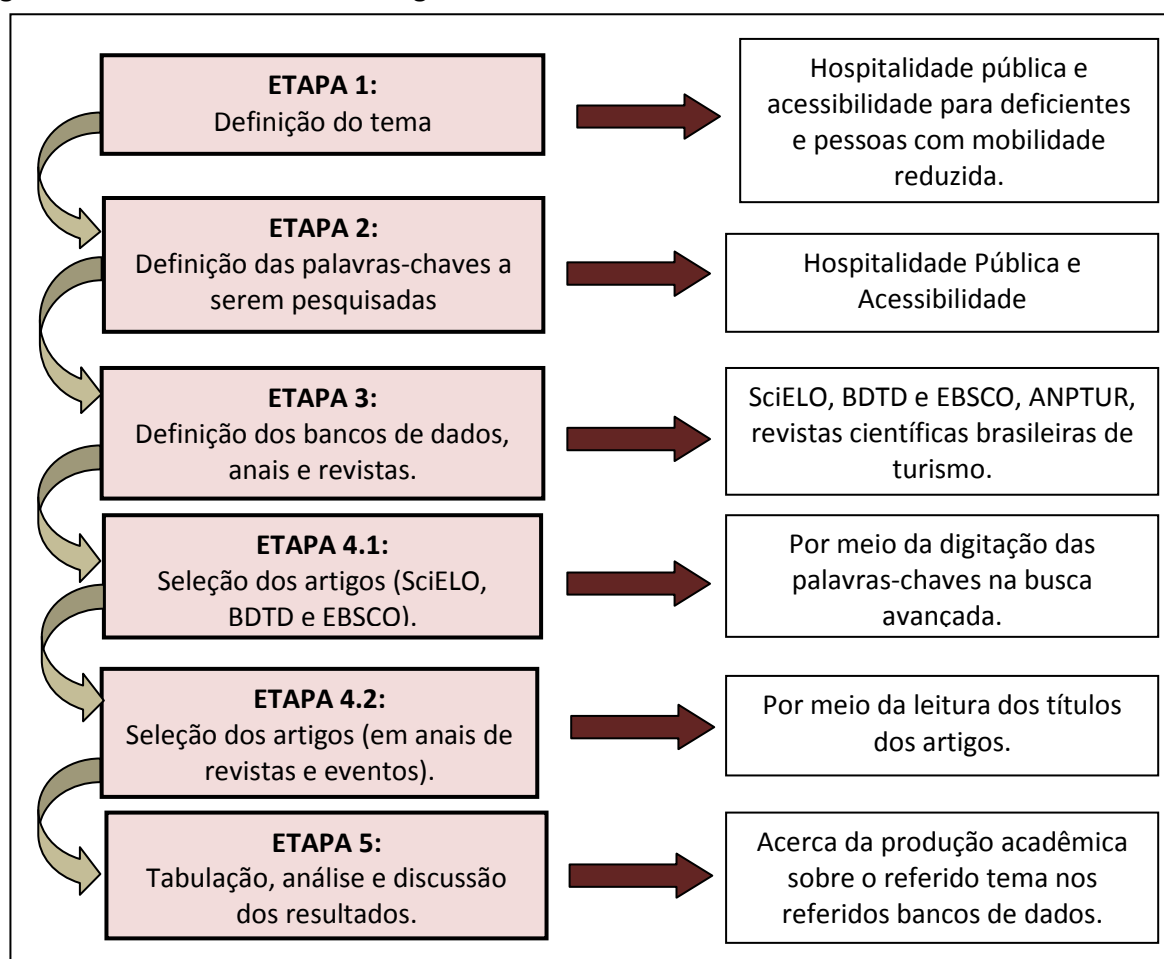 ETAPA 1:
Definição do tema
Hospitalidade pública e
acessibilidade para deficientes
e pessoas com mobilidade
reduzida.
ETAPA 2:
Definição das palavras-chaves a
serem pesquisadas
Hospitalidade Pública e
Acessibilidade
ETAPA 3:
Definição dos bancos de dados,
anais e revistas.
SciELO, BDTD e EBSCO, ANPTUR,
revistas científicas brasileiras de
turismo.
ETAPA 4.1:
Seleção dos artigos (SciELO,
BDTD e EBSCO).
Por meio da digitação das
palavras-chaves na busca
avançada.
ETAPA 4.2:
Seleção dos artigos (em anais de
revistas e eventos).
Por meio da leitura dos títulos
dos artigos.
ETAPA 5:
Tabulação, análise e discussão
dos resultados.
Acerca da produção acadêmica
sobre o referido tema nos
referidos bancos de dados.